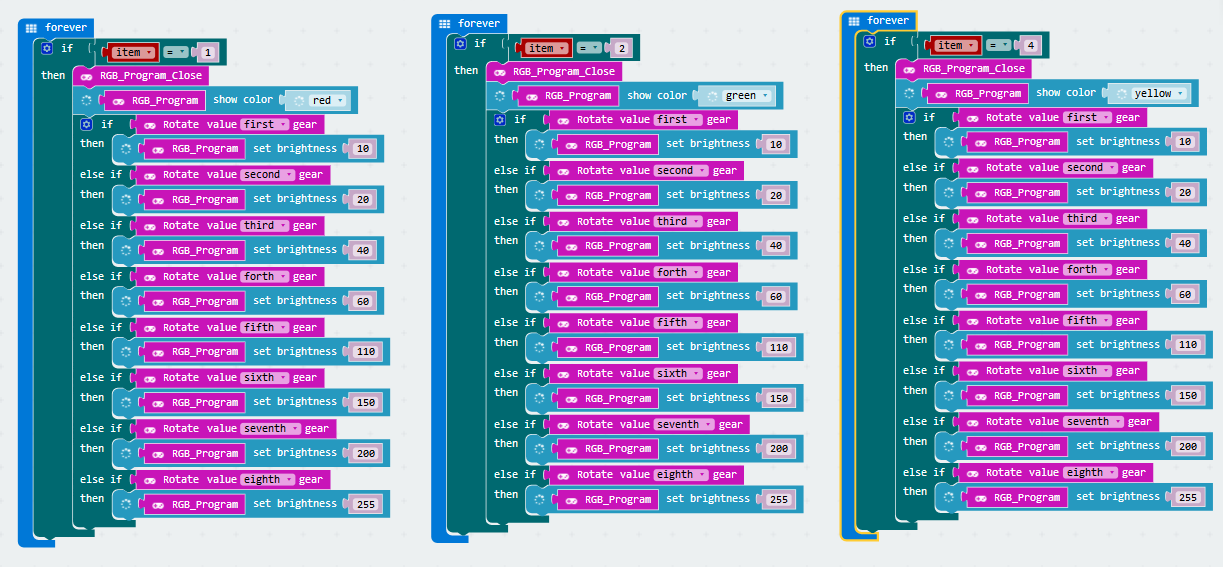 forever
if item = 1
then RGB_Program_Close
RGB_Program show color red
if Rotate value first gear
then RGB_Program set brightness 10
else if Rotate value second gear
then RGB_Program set brightness 20
else if Rotate value third gear
then RGB_Program set brightness 40
else if Rotate value forth gear
then RGB_Program set brightness 60
else if Rotate value fifth gear
then RGB_Program set brightness 110
else if Rotate value sixth gear
then RGB_Program set brightness 150
else if Rotate value seventh gear
then RGB_Program set brightness 200
else if Rotate value eighth gear
then RGB_Program set brightness 255
forever
if item = 2
then RGB_Program_Close
RGB_Program show color green
if Rotate value first gear
then RGB_Program set brightness 10
else if Rotate value second gear
then RGB_Program set brightness 20
else if Rotate value third gear
then RGB_Program set brightness 40
else if Rotate value forth gear
then RGB_Program set brightness 60
else if Rotate value fifth gear
then RGB_Program set brightness 110
else if Rotate value sixth gear
then RGB_Program set brightness 150
else if Rotate value seventh gear
then RGB_Program set brightness 200
else if Rotate value eighth gear
then RGB_Program set brightness 255
forever
if item = 4
then RGB_Program_Close
RGB_Program show color yellow
if Rotate value first gear
then RGB_Program set brightness 10
else if Rotate value second gear
then RGB_Program set brightness 20
else if Rotate value third gear
then RGB_Program set brightness 40
else if Rotate value forth gear
then RGB_Program set brightness 60
else if Rotate value fifth gear
then RGB_Program set brightness 110
else if Rotate value sixth gear
then RGB_Program set brightness 150
else if Rotate value seventh gear
then RGB_Program set brightness 200
else if Rotate value eighth gear
then RGB_Program set brightness 255